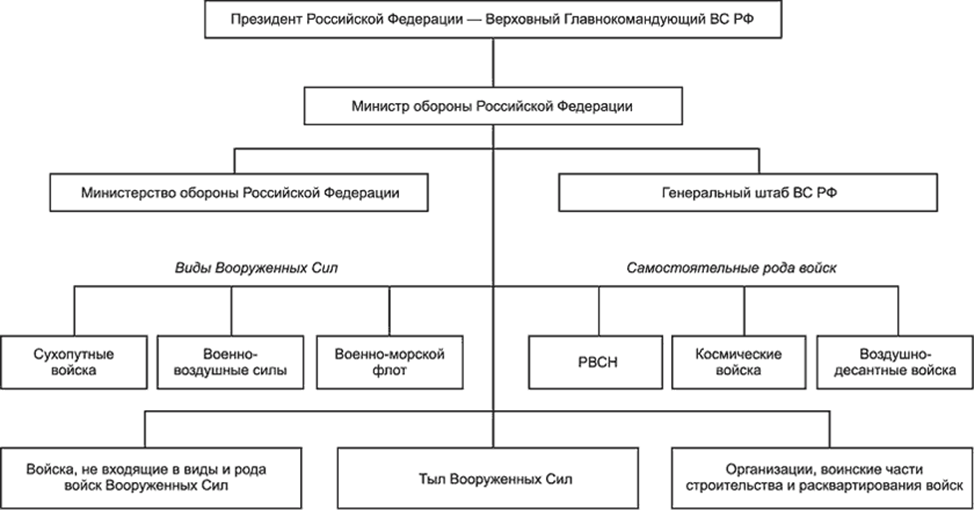 Президент Российской Федерации — Верховный Главнокомандующий ВС РФ
Министр обороны Российской Федерации
Министерство обороны Российской Федерации
Генеральный штаб ВС РФ
Виды Вооруженных Сил
Самостоятельные рода войск
Сухопутные
войска
Военно-
воздушные силы
Военно-морской
флот
РВСН
Космические
войска
Воздушно-
десантные войска
Войска, не входящие в виды и рода
войск Вооруженных Сил
Тыл Вооруженных Сил
Организации, воинские части
строительства и расквартирования войск